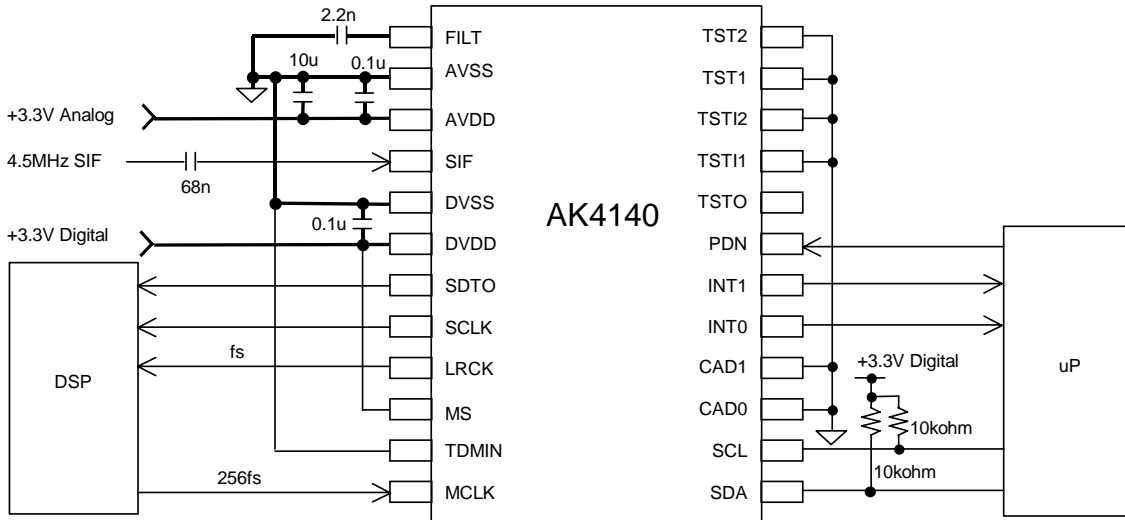 2.2n
FILT
TST2
10u
0.1u
AVSS
TST1
+3.3V Analog
AVDD
TSTI2
4.5MHz SIF
SIF
TSTI1
68n
DVSS
TSTO
AK4140
0.1u
+3.3V Digital
DVDD
PDN
SDTO
INT1
SCLK
INT0
fs
LRCK
CAD1
+3.3V Digital
DSP
uP
MS
CAD0
10kohm
TDMIN
SCL
10kohm
256fs
MCLK
SDA